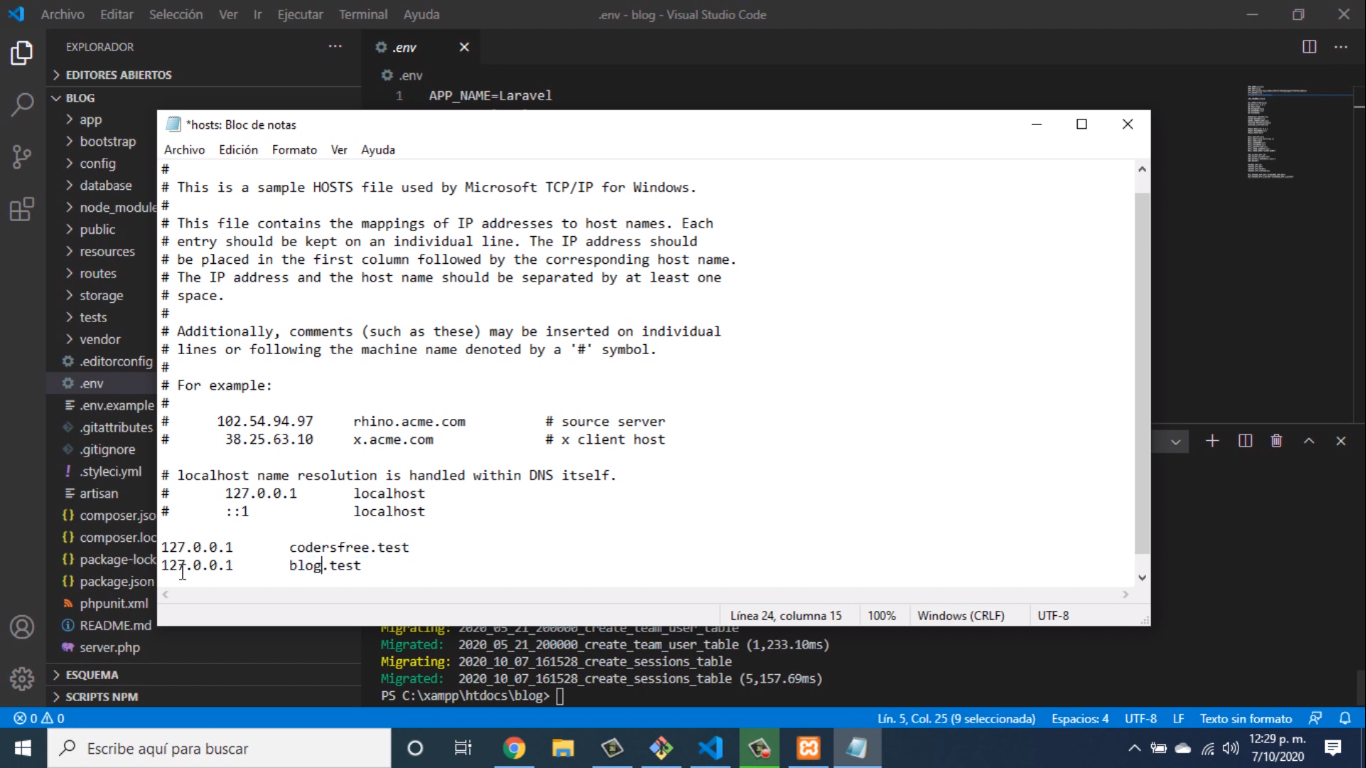 Archivo Editar Selección Ver Ir Ejecutar Terminal Ayuda .env - blog - Visual Studio Code
EXPLORADOR
EDITORES ABIERTOS
BLOG
app
bootstrap
config
database
node_module
public
resources
routes
storage
tests
vendor
.editorconfig
.env
.env.example
.gitattributes
.gitignore
.styleci.yml
artisan
composer.jso
composer.loc
package-lock
package.json
phpunit.xml
README.md
server.php
ESQUEMA
SCRIPTS NPM
.env
.env
1 APP_NAME=Laravel
*hosts: Bloc de notas
Archivo Edición Formato Ver Ayuda
#
# This is a sample HOSTS file used by Microsoft TCP/IP for Windows.
#
# This file contains the mappings of IP addresses to host names. Each
# entry should be kept on an individual line. The IP address should
# be placed in the first column followed by the corresponding host name.
# The IP address and the host name should be separated by at least one
# space.
#
# Additionally, comments (such as these) may be inserted on individual
# lines or following the machine name denoted by a '#' symbol.
#
# For example:
#
# 102.54.94.97 rhino.acme.com # source server
# 38.25.63.10 x.acme.com # x client host
# localhost name resolution is handled within DNS itself.
# 127.0.0.1 localhost
# ::1 localhost
127.0.0.1 codersfree.test
127.0.0.1 blog.test
Línea 24, columna 15 100% Windows (CRLF) UTF-8
Migrating: 2020_05_21_200000_create_team_user_table
Migrated: 2020_05_21_200000_create_team_user_table (1,233.10ms)
Migrating: 2020_10_07_161528_create_sessions_table
Migrated: 2020_10_07_161528_create_sessions_table (5,157.69ms)
PS C:\xampp\htdocs\blog>
0 0 Lín. 5, Col. 25 (9 seleccionada) Espacios: 4 UTF-8 LF Texto sin formato
Escribe aquí para buscar
12:29 p. m.
7/10/2020